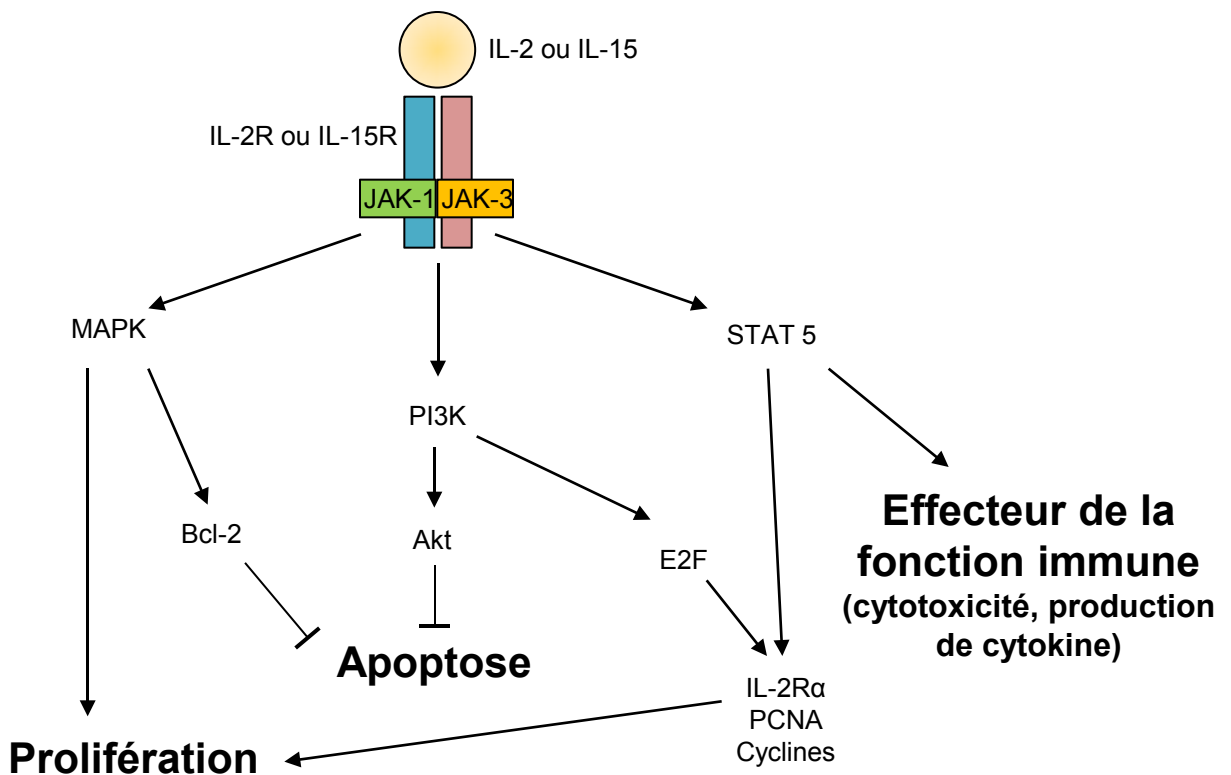 IL-2 ou IL-15
IL-2R ou IL-15R
JAK-1
JAK-3
MAPK
STAT 5
PI3K
Bcl-2
Akt
E2F
Effecteur de la
fonction immune
(cytotoxicité, production
de cytokine)
Apoptose
IL-2Rα
PCNA
Cyclines
Prolifération